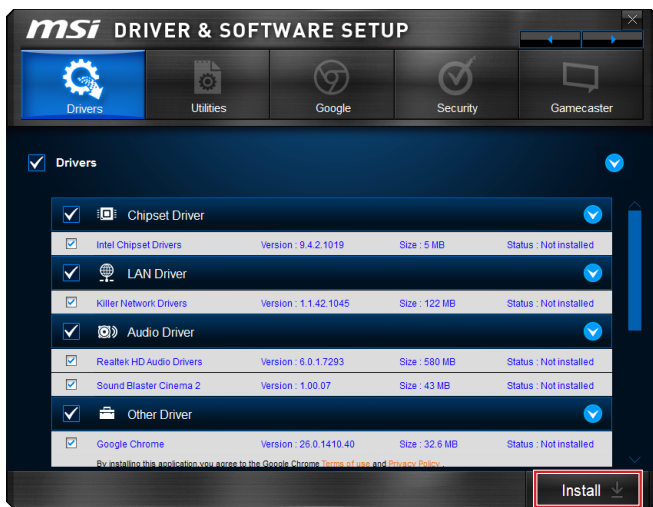 msi DRIVER & SOFTWARE SETUP
Drivers Utilities Google Security Gamecaster
Drivers
Chipset Driver
Intel Chipset Drivers Version : 9.4.2.1019 Size : 5 MB Status : Not installed
LAN Driver
Killer Network Drivers Version : 1.1.42.1045 Size : 122 MB Status : Not installed
Audio Driver
Realtek HD Audio Drivers Version : 6.0.1.7293 Size : 580 MB Status : Not installed
Sound Blaster Cinema 2 Version : 1.00.07 Size : 43 MB Status : Not installed
Other Driver
Google Chrome Version : 26.0.1410.40 Size : 32.6 MB Status : Not installed
By installing this application,you agree to the Google Chrome Terms of use and Privacy Policy .
Install